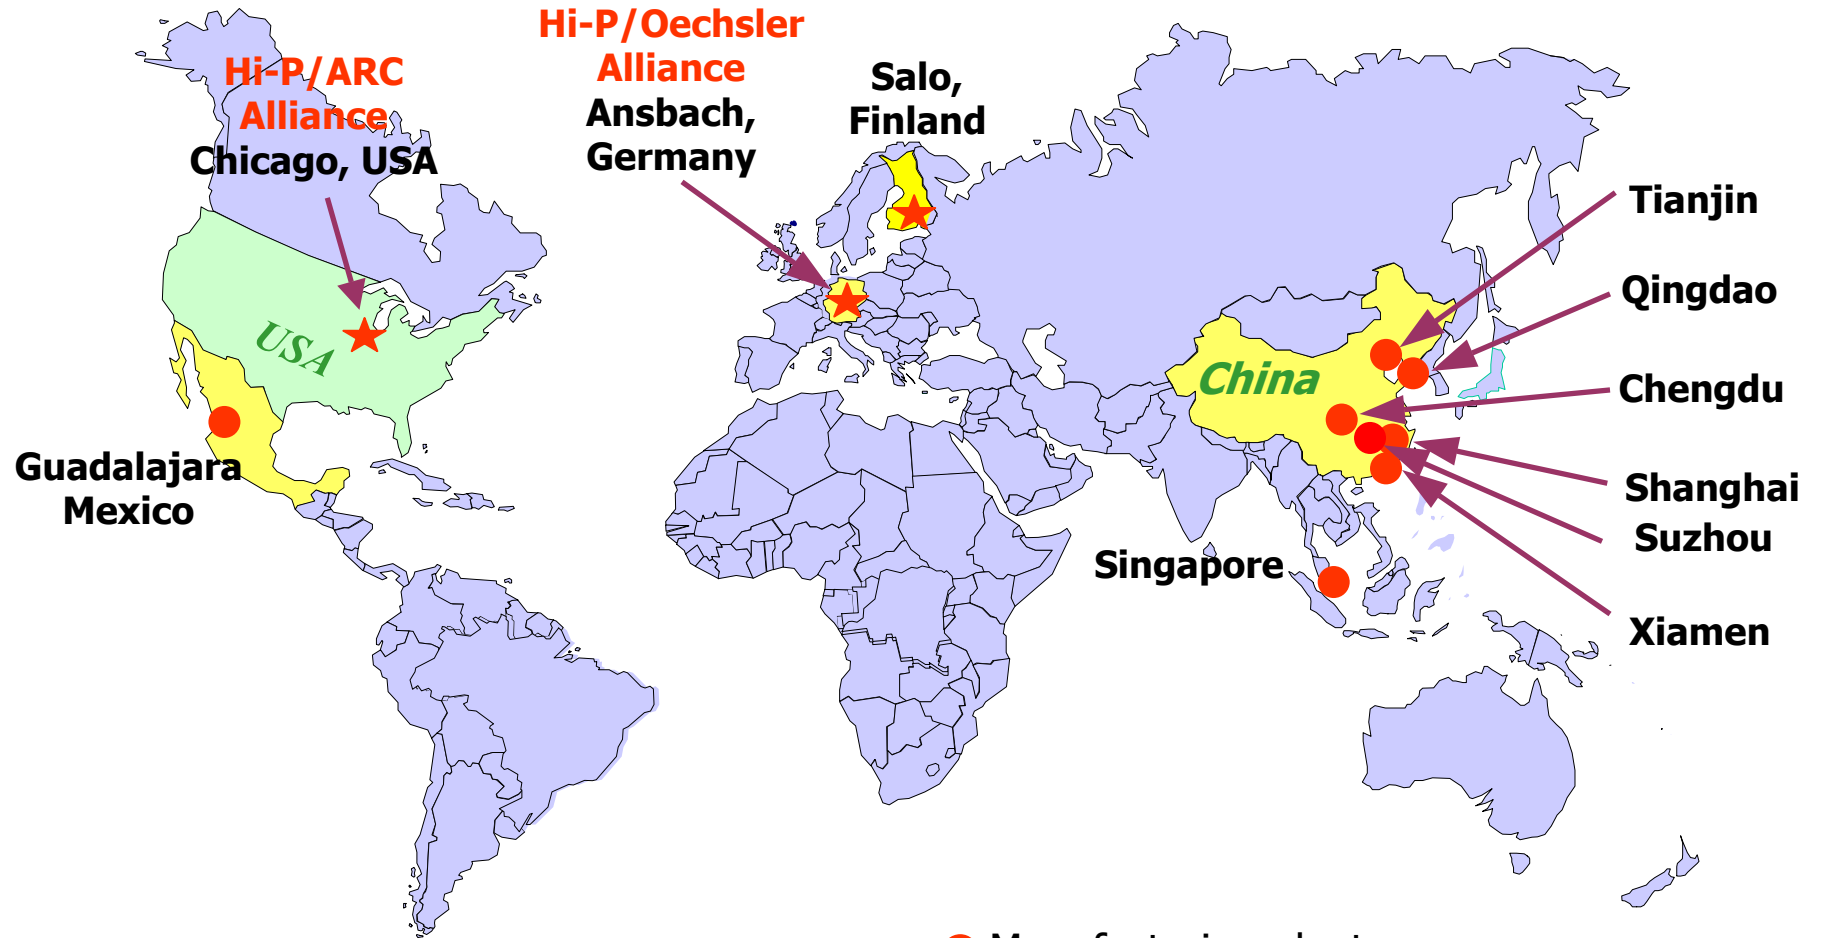 Hi-P/ARC
Alliance
Chicago, USA
Hi-P/Oechsler
Alliance
Ansbach,
Germany
Salo,
Finland
Tianjin
Qingdao
USA
China
Chengdu
Guadalajara
Mexico
Shanghai
Suzhou
Singapore
Xiamen